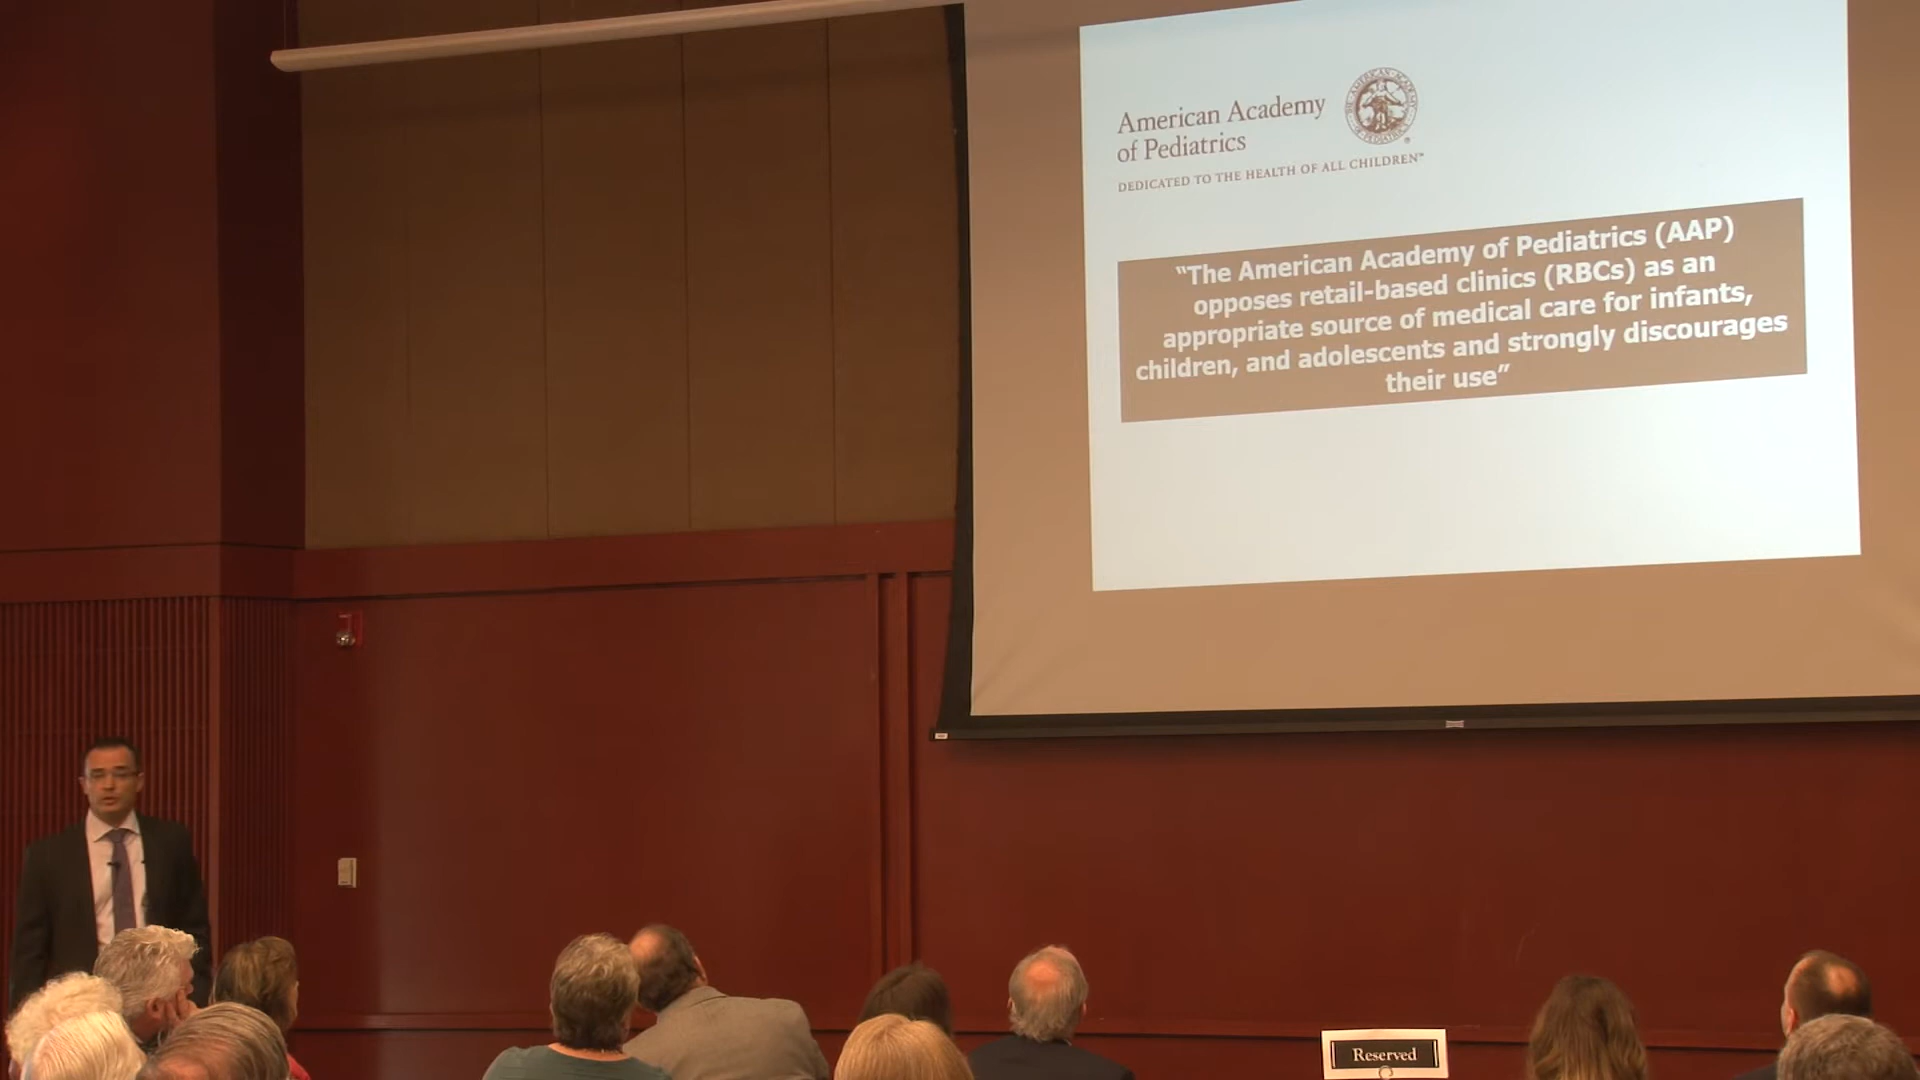 American Academy
of Pediatrics
DEDICATED TO THE HEALTH OF ALL CHILDREN™
“The American Academy of Pediatrics (AAP)
opposes retail-based clinics (RBCs) as an
appropriate source of medical care for infants,
children, and adolescents and strongly discourages
their use”
Reserved